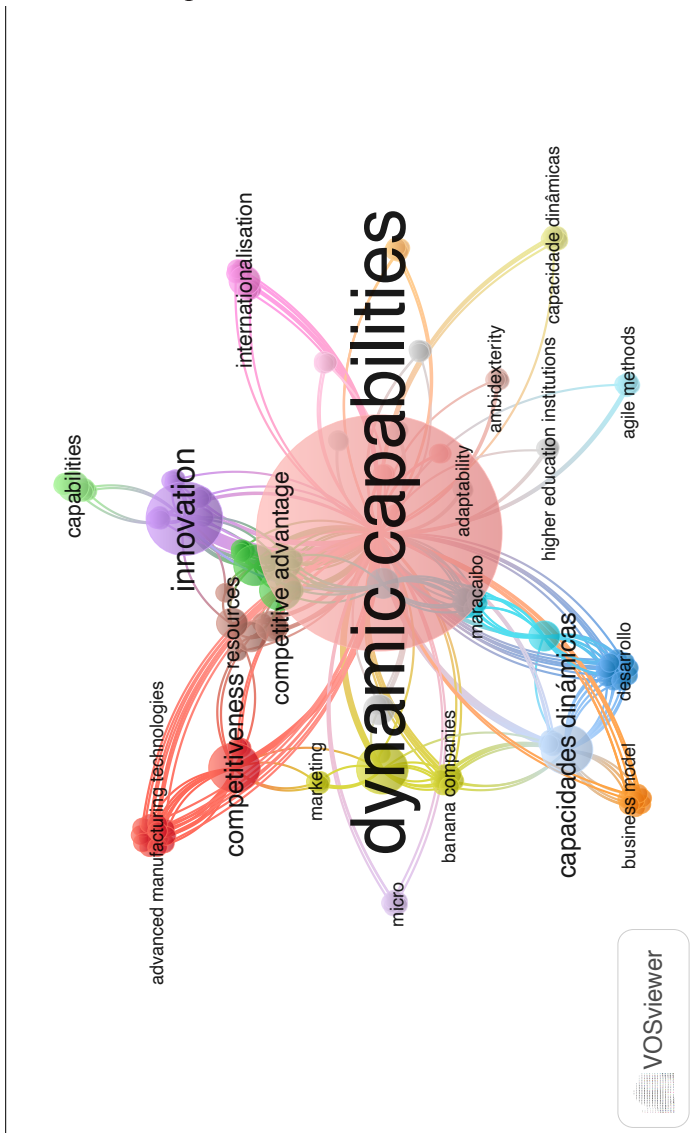 capabilities
internationalisation
innovation
advanced manufacturing technologies
resources
competitiveness
competitive advantage
marketing
dynamic capabilities
micro
banana companies
maracaibo
adaptability
ambidexterity
capacidade dinâmicas
higher education institutions
capacidades dinámicas
desarrollo
business model
agile methods
VOSviewer